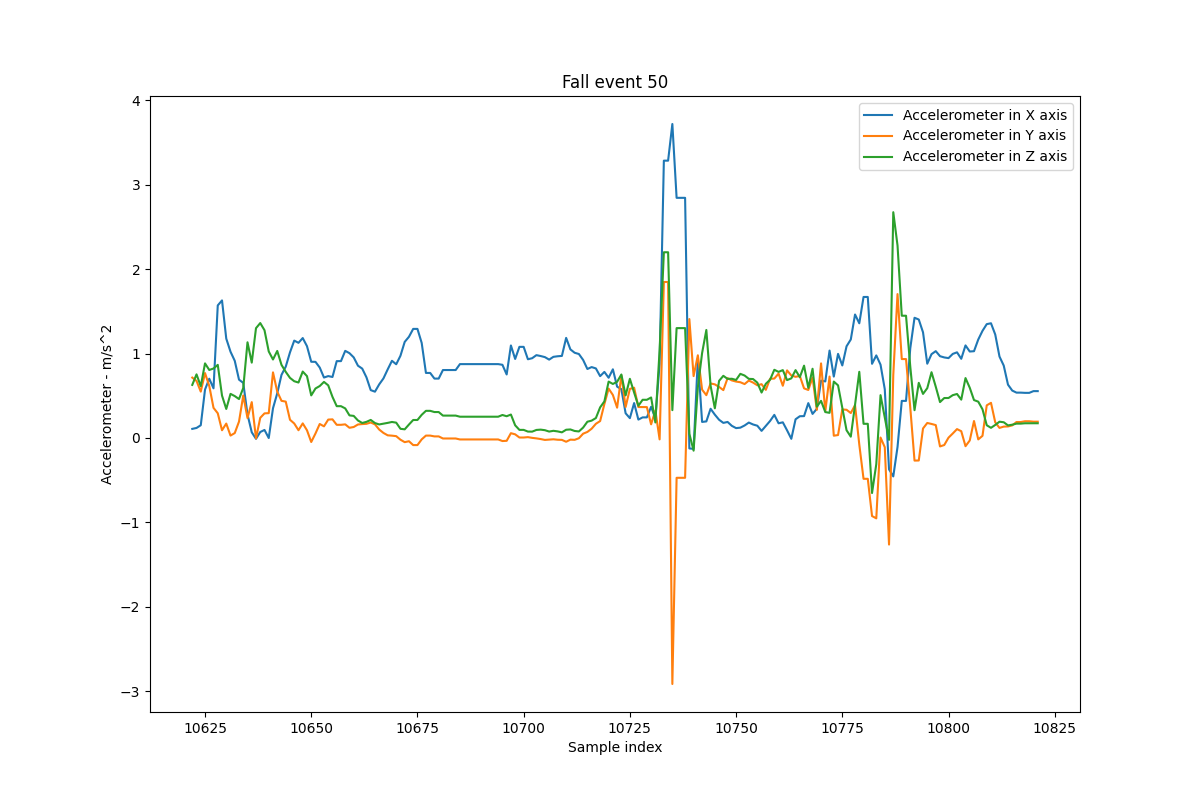 Fall event 50
Accelerometer in X axis
Accelerometer in Y axis
Accelerometer in Z axis
Accelerometer - m/s^2
4
3
2
1
0
−1
−2
−3
10625 10650 10675 10700 10725 10750 10775 10800 10825
Sample index